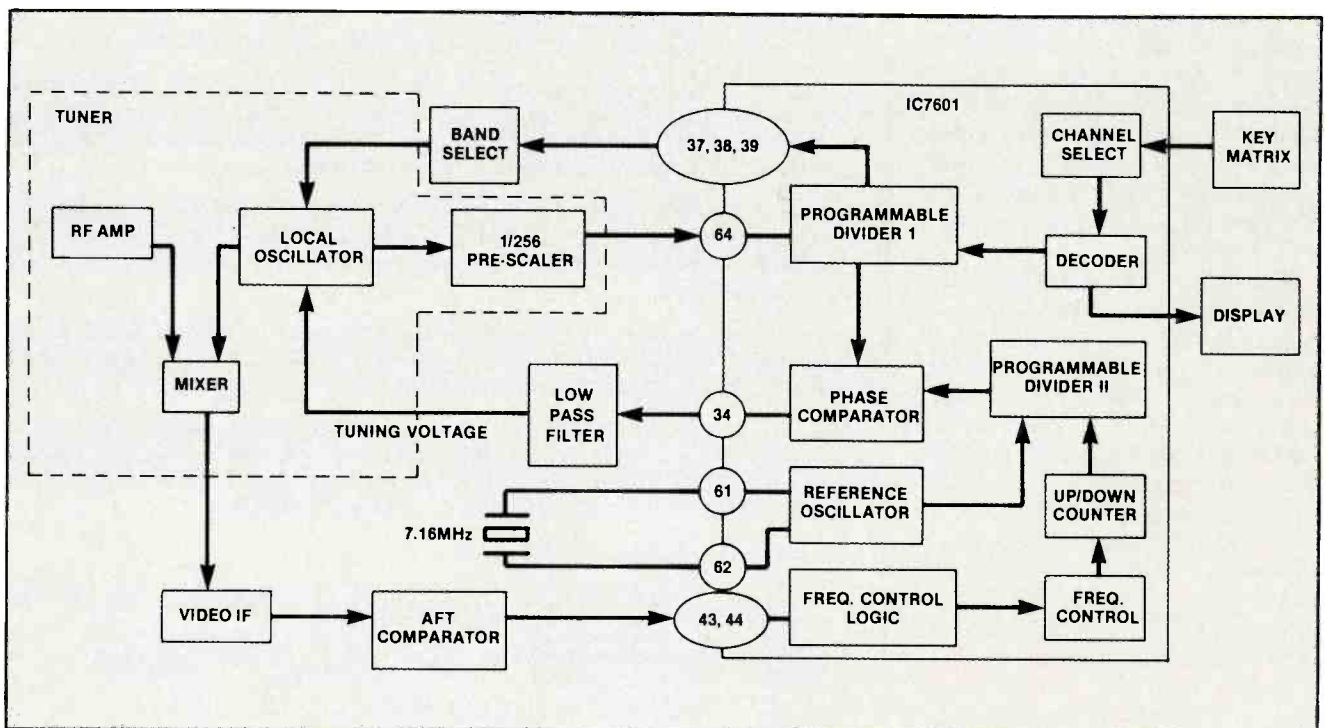 TUNER
BAND
SELECT
37, 38, 39
IC7601
CHANNEL
SELECT
KEY
MATRIX
RF AMP
LOCAL
OSCILLATOR
1/256
PRE-SCALER
64
PROGRAMMABLE
DIVIDER 1
DECODER
DISPLAY
MIXER
TUNING VOLTAGE
LOW
PASS
FILTER
34
PHASE
COMPARATOR
PROGRAMMABLE
DIVIDER II
7.16MHz
61
62
REFERENCE
OSCILLATOR
UP/DOWN
COUNTER
VIDEO IF
AFT
COMPARATOR
43, 44
FREQ. CONTROL
LOGIC
FREQ.
CONTROL